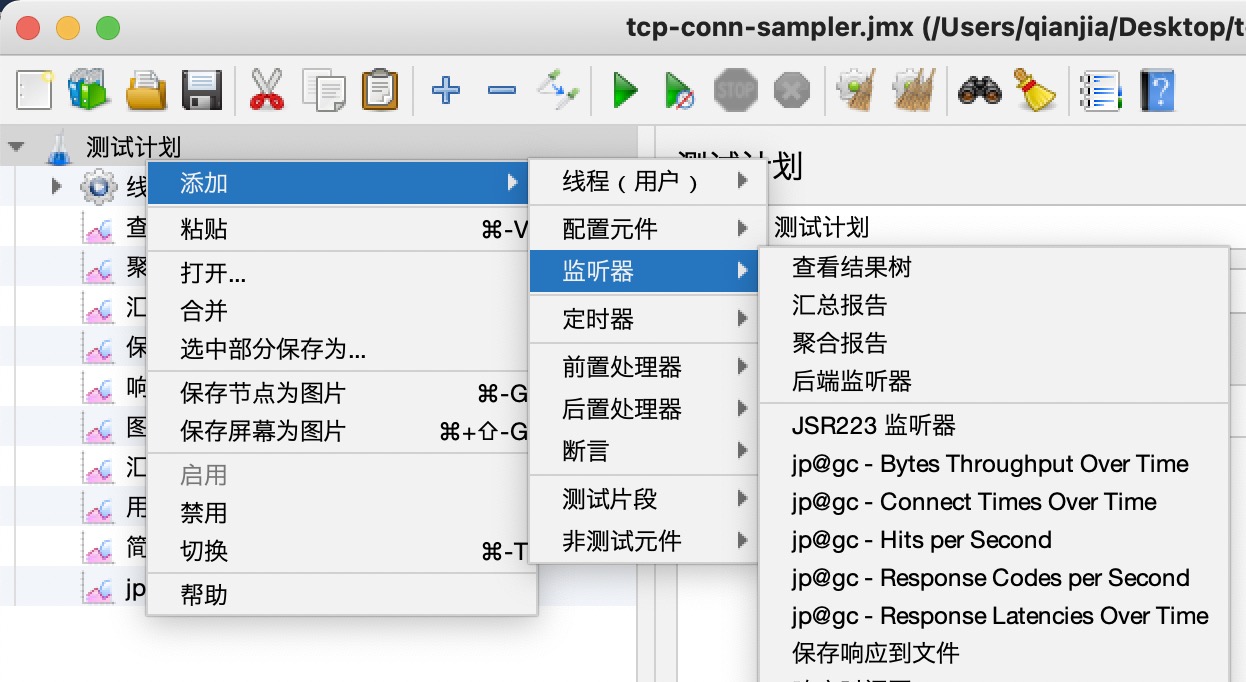 tcp-conn-sampler.jmx (/Users/qianjia/Desktop/t
STOP
测试计划
线
查
聚
汇
保
响
图
汇
用
简
jp
添加
粘贴 ⌘-V
打开...
合并
选中部分保存为...
保存节点为图片 ⌘-G
保存屏幕为图片 ⌘+⇧-G
启用
禁用
切换 ⌘-T
帮助
线程（用户）
配置元件
监听器
定时器
前置处理器
后置处理器
断言
测试片段
非测试元件
测试计划
测试计划
查看结果树
汇总报告
聚合报告
后端监听器
JSR223 监听器
jp@gc - Bytes Throughput Over Time
jp@gc - Connect Times Over Time
jp@gc - Hits per Second
jp@gc - Response Codes per Second
jp@gc - Response Latencies Over Time
保存响应到文件